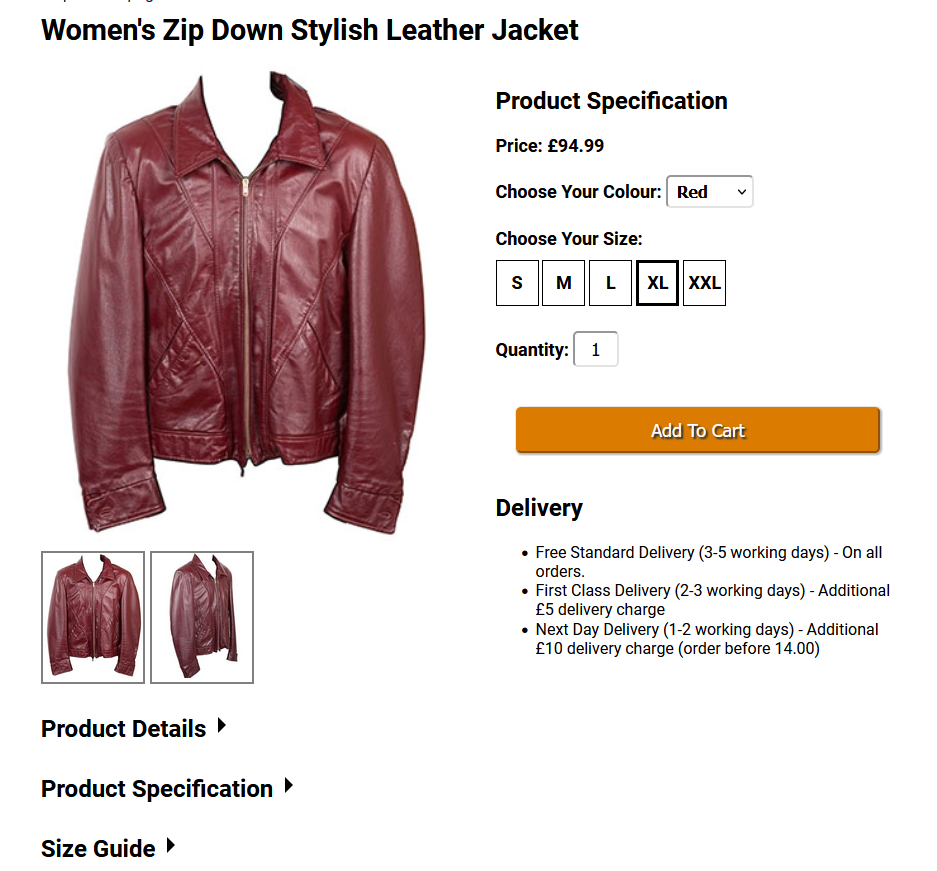 Women's Zip Down Stylish Leather Jacket
Product Specification
Price: £94.99
Choose Your Colour: Red
Choose Your Size:
S M L XL XXL
Quantity: 1
Add To Cart
Delivery
• Free Standard Delivery (3-5 working days) - On all
orders.
• First Class Delivery (2-3 working days) - Additional
£5 delivery charge
• Next Day Delivery (1-2 working days) - Additional
£10 delivery charge (order before 14.00)
Product Details
Product Specification
Size Guide